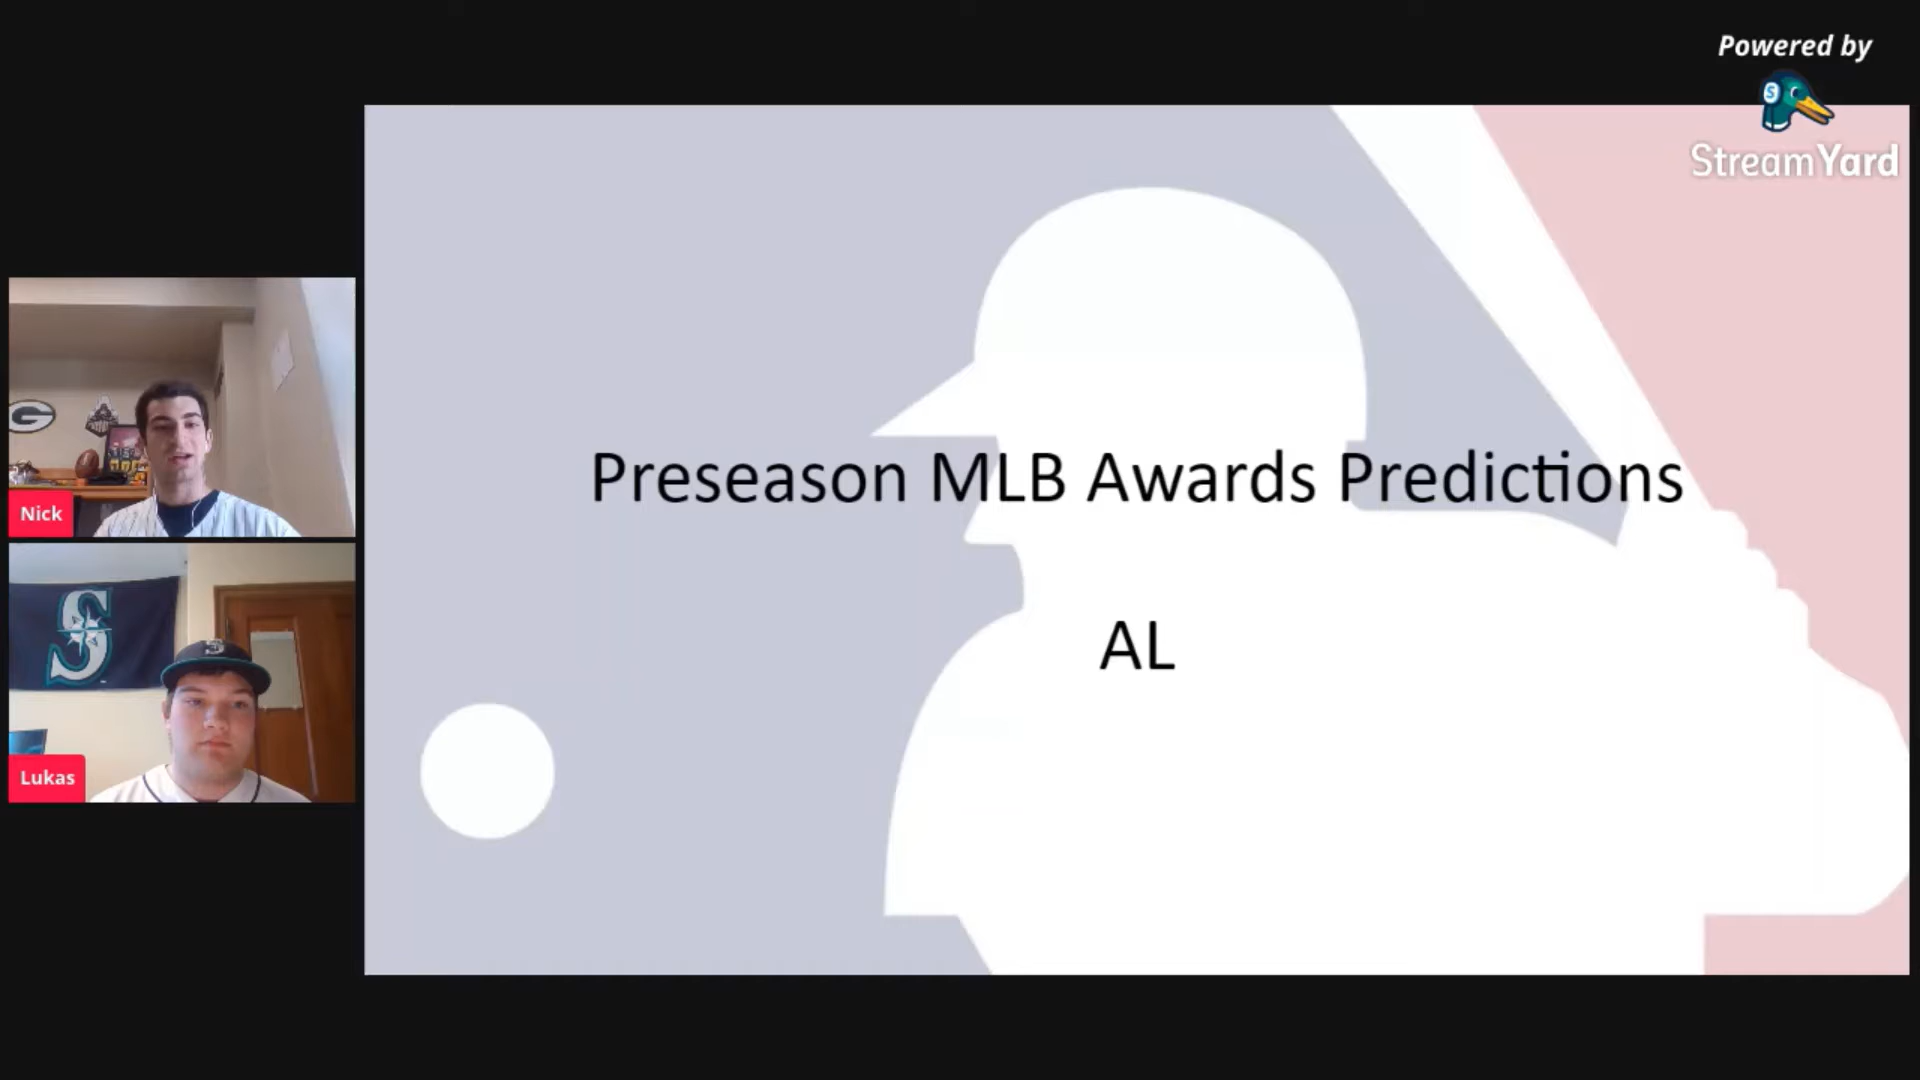 Powered by
StreamYard
Preseason MLB Awards Predictions
AL
Nick
S
G
S
Lukas
S